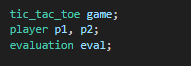 tic_tac_toe game;
player p1, p2;
evaluation eval;